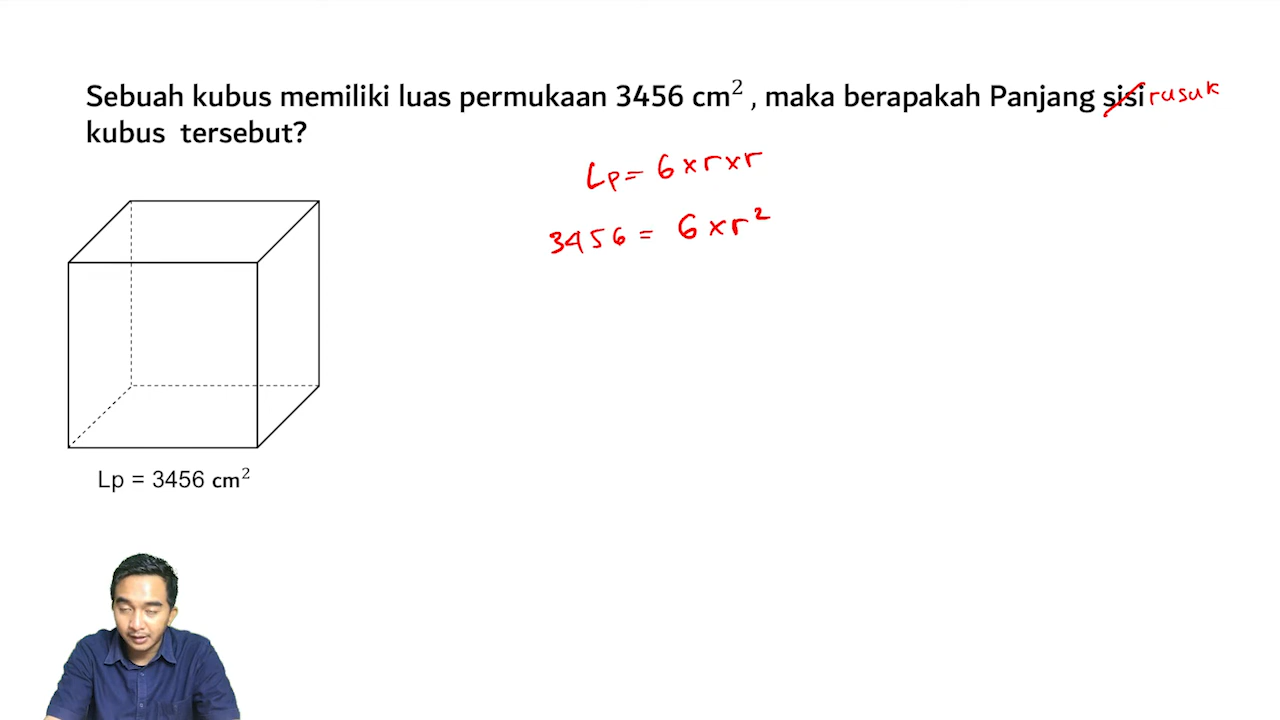 Sebuah kubus memiliki luas permukaan 3456 cm², maka berapakah Panjang sisi rusuk
kubus tersebut?
Lp = 6 x r x r
3456 = 6 x r²
Lp = 3456 cm²